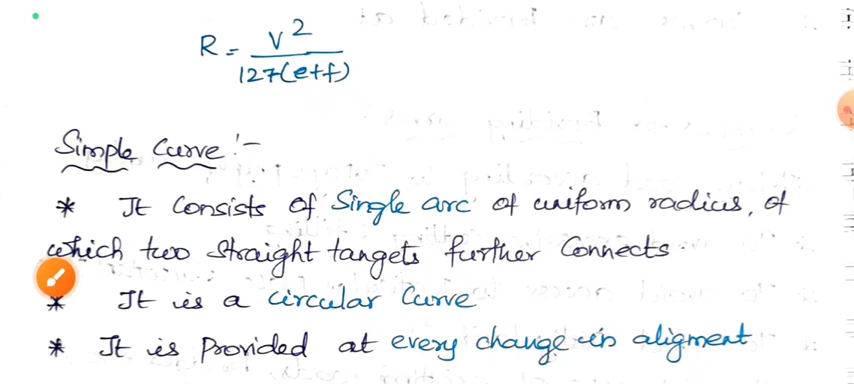 R = V²/127(e+f)
Simple Curve :-
* It Consists of Single arc of uniform radius, of
which two straight tangets further Connects.
* It is a circular Curve
* It is Provided at every change in aligment